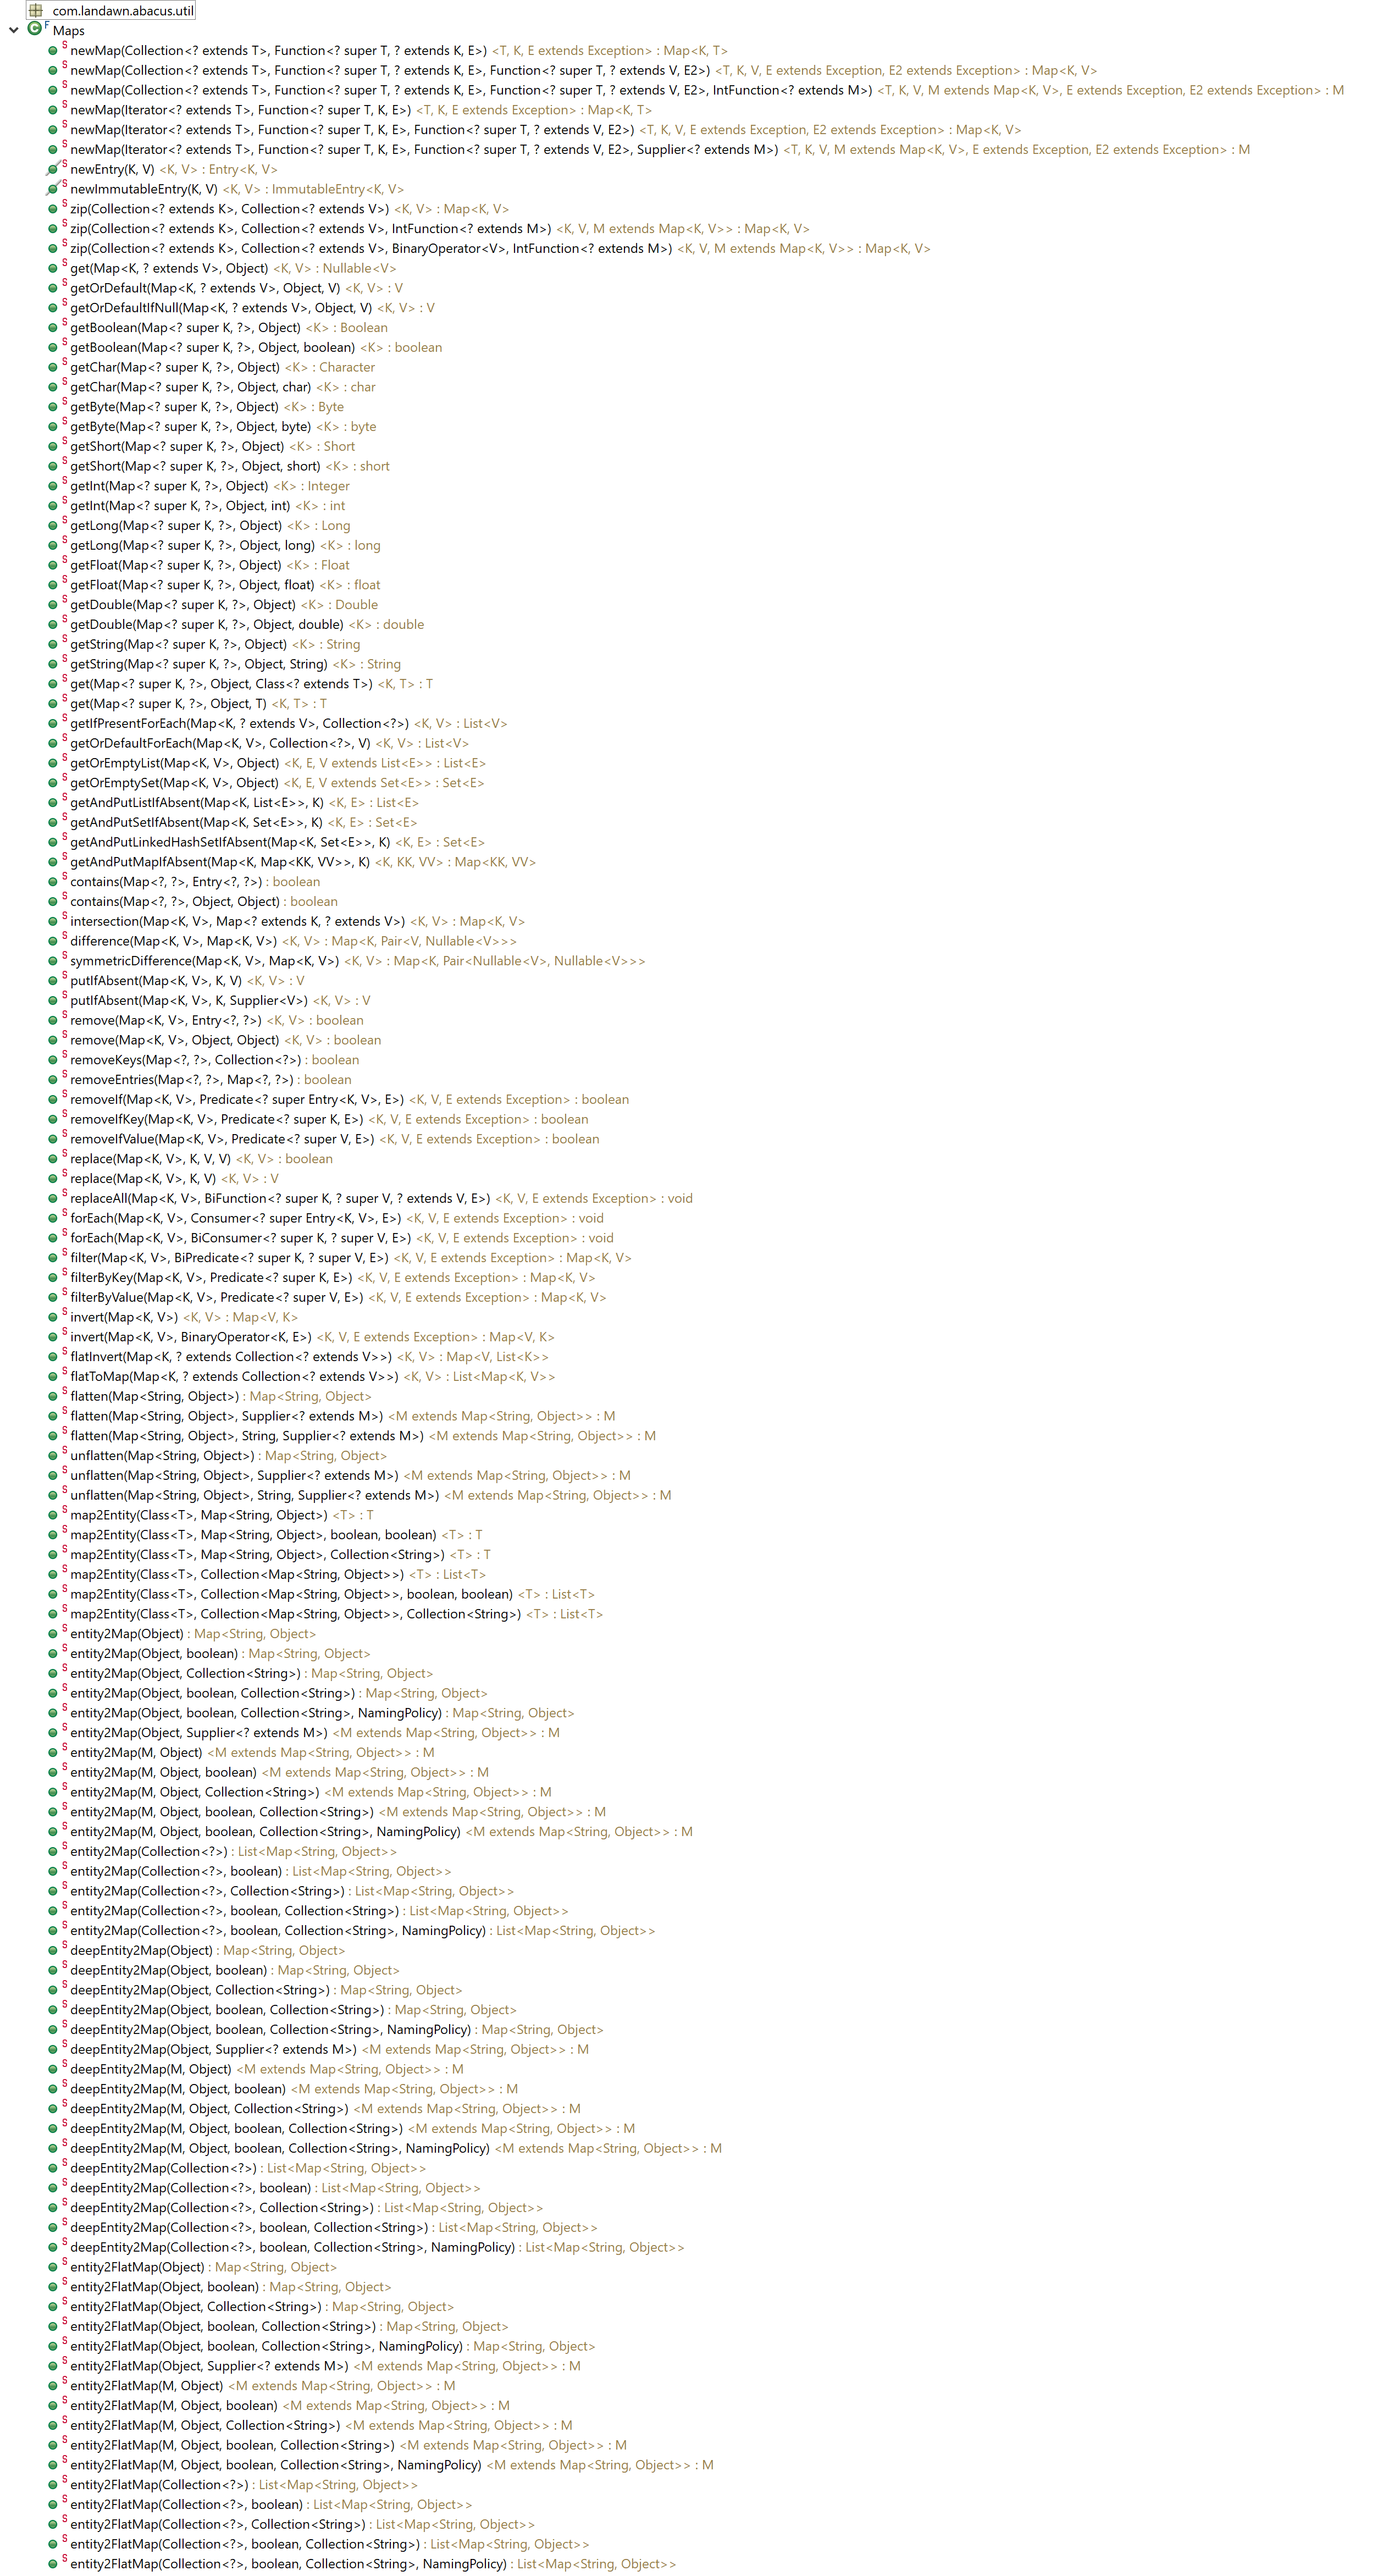 com.landawn.abacus.util
Maps
newMap(Collection<? extends T>, Function<? super T, ? extends K, E>) <T, K, E extends Exception> : Map<K, T>
newMap(Collection<? extends T>, Function<? super T, ? extends K, E>, Function<? super T, ? extends V, E2>) <T, K, V, E extends Exception, E2 extends Exception> : Map<K, V>
newMap(Collection<? extends T>, Function<? super T, ? extends K, E>, Function<? super T, ? extends V, E2>, IntFunction<? extends M>) <T, K, V, M extends Map<K, V>, E extends Exception, E2 extends Exception> : M
newMap(Iterator<? extends T>, Function<? super T, K, E>) <T, K, E extends Exception> : Map<K, T>
newMap(Iterator<? extends T>, Function<? super T, K, E>, Function<? super T, ? extends V, E2>) <T, K, V, E extends Exception, E2 extends Exception> : Map<K, V>
newMap(Iterator<? extends T>, Function<? super T, K, E>, Function<? super T, ? extends V, E2>, Supplier<? extends M>) <T, K, V, M extends Map<K, V>, E extends Exception, E2 extends Exception> : M
newEntry(K, V) <K, V> : Entry<K, V>
newImmutableEntry(K, V) <K, V> : ImmutableEntry<K, V>
zip(Collection<? extends K>, Collection<? extends V>) <K, V> : Map<K, V>
zip(Collection<? extends K>, Collection<? extends V>, IntFunction<? extends M>) <K, V, M extends Map<K, V>> : Map<K, V>
zip(Collection<? extends K>, Collection<? extends V>, BinaryOperator<V>, IntFunction<? extends M>) <K, V, M extends Map<K, V>> : Map<K, V>
get(Map<K, ? extends V>, Object) <K, V> : Nullable<V>
getOrDefault(Map<K, ? extends V>, Object, V) <K, V> : V
getOrDefaultIfNull(Map<K, ? extends V>, Object, V) <K, V> : V
getBoolean(Map<? super K, ?>, Object) <K> : Boolean
getBoolean(Map<? super K, ?>, Object, boolean) <K> : boolean
getChar(Map<? super K, ?>, Object) <K> : Character
getChar(Map<? super K, ?>, Object, char) <K> : char
getByte(Map<? super K, ?>, Object) <K> : Byte
getByte(Map<? super K, ?>, Object, byte) <K> : byte
getShort(Map<? super K, ?>, Object) <K> : Short
getShort(Map<? super K, ?>, Object, short) <K> : short
getInt(Map<? super K, ?>, Object) <K> : Integer
getInt(Map<? super K, ?>, Object, int) <K> : int
getLong(Map<? super K, ?>, Object) <K> : Long
getLong(Map<? super K, ?>, Object, long) <K> : long
getFloat(Map<? super K, ?>, Object) <K> : Float
getFloat(Map<? super K, ?>, Object, float) <K> : float
getDouble(Map<? super K, ?>, Object) <K> : Double
getDouble(Map<? super K, ?>, Object, double) <K> : double
getString(Map<? super K, ?>, Object) <K> : String
getString(Map<? super K, ?>, Object, String) <K> : String
get(Map<? super K, ?>, Object, Class<? extends T>) <K, T> : T
get(Map<? super K, ?>, Object, T) <K, T> : T
getIfPresentForEach(Map<K, ? extends V>, Collection<?>) <K, V> : List<V>
getOrDefaultForEach(Map<K, V>, Collection<?>, V) <K, V> : List<V>
getOrEmptyList(Map<K, V>, Object) <K, E, V extends List<E>> : List<E>
getOrEmptySet(Map<K, V>, Object) <K, E, V extends Set<E>> : Set<E>
getAndPutListIfAbsent(Map<K, List<E>>, K) <K, E> : List<E>
getAndPutSetIfAbsent(Map<K, Set<E>>, K) <K, E> : Set<E>
getAndPutLinkedHashSetIfAbsent(Map<K, Set<E>>, K) <K, E> : Set<E>
getAndPutMapIfAbsent(Map<K, Map<KK, VV>>, K) <K, KK, VV> : Map<KK, VV>
contains(Map<?, ?>, Entry<?, ?>) : boolean
contains(Map<?, ?>, Object, Object) : boolean
intersection(Map<K, V>, Map<? extends K, ? extends V>) <K, V> : Map<K, V>
difference(Map<K, V>, Map<K, V>) <K, V> : Map<K, Pair<V, Nullable<V>>>
symmetricDifference(Map<K, V>, Map<K, V>) <K, V> : Map<K, Pair<Nullable<V>, Nullable<V>>>
putIfAbsent(Map<K, V>, K, V) <K, V> : V
putIfAbsent(Map<K, V>, K, Supplier<V>) <K, V> : V
remove(Map<K, V>, Entry<?, ?>) <K, V> : boolean
remove(Map<K, V>, Object, Object) <K, V> : boolean
removeKeys(Map<?, ?>, Collection<?>) : boolean
removeEntries(Map<?, ?>, Map<?, ?>) : boolean
removeIf(Map<K, V>, Predicate<? super Entry<K, V>, E>) <K, V, E extends Exception> : boolean
removeIfKey(Map<K, V>, Predicate<? super K, E>) <K, V, E extends Exception> : boolean
removeIfValue(Map<K, V>, Predicate<? super V, E>) <K, V, E extends Exception> : boolean
replace(Map<K, V>, K, V, V) <K, V> : boolean
replace(Map<K, V>, K, V) <K, V> : V
replaceAll(Map<K, V>, BiFunction<? super K, ? super V, ? extends V, E>) <K, V, E extends Exception> : void
forEach(Map<K, V>, Consumer<? super Entry<K, V>, E>) <K, V, E extends Exception> : void
forEach(Map<K, V>, BiConsumer<? super K, ? super V, E>) <K, V, E extends Exception> : void
filter(Map<K, V>, BiPredicate<? super K, ? super V, E>) <K, V, E extends Exception> : Map<K, V>
filterByKey(Map<K, V>, Predicate<? super K, E>) <K, V, E extends Exception> : Map<K, V>
filterByValue(Map<K, V>, Predicate<? super V, E>) <K, V, E extends Exception> : Map<K, V>
invert(Map<K, V>) <K, V> : Map<V, K>
invert(Map<K, V>, BinaryOperator<K, E>) <K, V, E extends Exception> : Map<V, K>
flatInvert(Map<K, ? extends Collection<? extends V>>) <K, V> : Map<V, List<K>>
flatToMap(Map<K, ? extends Collection<? extends V>>) <K, V> : List<Map<K, V>>
flatten(Map<String, Object>) : Map<String, Object>
flatten(Map<String, Object>, Supplier<? extends M>) <M extends Map<String, Object>> : M
flatten(Map<String, Object>, String, Supplier<? extends M>) <M extends Map<String, Object>> : M
unflatten(Map<String, Object>) : Map<String, Object>
unflatten(Map<String, Object>, Supplier<? extends M>) <M extends Map<String, Object>> : M
unflatten(Map<String, Object>, String, Supplier<? extends M>) <M extends Map<String, Object>> : M
map2Entity(Class<T>, Map<String, Object>) <T> : T
map2Entity(Class<T>, Map<String, Object>, boolean, boolean) <T> : T
map2Entity(Class<T>, Map<String, Object>, Collection<String>) <T> : T
map2Entity(Class<T>, Collection<Map<String, Object>>) <T> : List<T>
map2Entity(Class<T>, Collection<Map<String, Object>>, boolean, boolean) <T> : List<T>
map2Entity(Class<T>, Collection<Map<String, Object>>, Collection<String>) <T> : List<T>
entity2Map(Object) : Map<String, Object>
entity2Map(Object, boolean) : Map<String, Object>
entity2Map(Object, Collection<String>) : Map<String, Object>
entity2Map(Object, boolean, Collection<String>) : Map<String, Object>
entity2Map(Object, boolean, Collection<String>, NamingPolicy) : Map<String, Object>
entity2Map(Object, Supplier<? extends M>) <M extends Map<String, Object>> : M
entity2Map(M, Object) <M extends Map<String, Object>> : M
entity2Map(M, Object, boolean) <M extends Map<String, Object>> : M
entity2Map(M, Object, Collection<String>) <M extends Map<String, Object>> : M
entity2Map(M, Object, boolean, Collection<String>) <M extends Map<String, Object>> : M
entity2Map(M, Object, boolean, Collection<String>, NamingPolicy) <M extends Map<String, Object>> : M
entity2Map(Collection<?>) : List<Map<String, Object>>
entity2Map(Collection<?>, boolean) : List<Map<String, Object>>
entity2Map(Collection<?>, Collection<String>) : List<Map<String, Object>>
entity2Map(Collection<?>, boolean, Collection<String>) : List<Map<String, Object>>
entity2Map(Collection<?>, boolean, Collection<String>, NamingPolicy) : List<Map<String, Object>>
deepEntity2Map(Object) : Map<String, Object>
deepEntity2Map(Object, boolean) : Map<String, Object>
deepEntity2Map(Object, Collection<String>) : Map<String, Object>
deepEntity2Map(Object, boolean, Collection<String>) : Map<String, Object>
deepEntity2Map(Object, boolean, Collection<String>, NamingPolicy) : Map<String, Object>
deepEntity2Map(Object, Supplier<? extends M>) <M extends Map<String, Object>> : M
deepEntity2Map(M, Object) <M extends Map<String, Object>> : M
deepEntity2Map(M, Object, boolean) <M extends Map<String, Object>> : M
deepEntity2Map(M, Object, Collection<String>) <M extends Map<String, Object>> : M
deepEntity2Map(M, Object, boolean, Collection<String>) <M extends Map<String, Object>> : M
deepEntity2Map(M, Object, boolean, Collection<String>, NamingPolicy) <M extends Map<String, Object>> : M
deepEntity2Map(Collection<?>) : List<Map<String, Object>>
deepEntity2Map(Collection<?>, boolean) : List<Map<String, Object>>
deepEntity2Map(Collection<?>, Collection<String>) : List<Map<String, Object>>
deepEntity2Map(Collection<?>, boolean, Collection<String>) : List<Map<String, Object>>
deepEntity2Map(Collection<?>, boolean, Collection<String>, NamingPolicy) : List<Map<String, Object>>
entity2FlatMap(Object) : Map<String, Object>
entity2FlatMap(Object, boolean) : Map<String, Object>
entity2FlatMap(Object, Collection<String>) : Map<String, Object>
entity2FlatMap(Object, boolean, Collection<String>) : Map<String, Object>
entity2FlatMap(Object, boolean, Collection<String>, NamingPolicy) : Map<String, Object>
entity2FlatMap(Object, Supplier<? extends M>) <M extends Map<String, Object>> : M
entity2FlatMap(M, Object) <M extends Map<String, Object>> : M
entity2FlatMap(M, Object, boolean) <M extends Map<String, Object>> : M
entity2FlatMap(M, Object, Collection<String>) <M extends Map<String, Object>> : M
entity2FlatMap(M, Object, boolean, Collection<String>) <M extends Map<String, Object>> : M
entity2FlatMap(M, Object, boolean, Collection<String>, NamingPolicy) <M extends Map<String, Object>> : M
entity2FlatMap(Collection<?>) : List<Map<String, Object>>
entity2FlatMap(Collection<?>, boolean) : List<Map<String, Object>>
entity2FlatMap(Collection<?>, Collection<String>) : List<Map<String, Object>>
entity2FlatMap(Collection<?>, boolean, Collection<String>) : List<Map<String, Object>>
entity2FlatMap(Collection<?>, boolean, Collection<String>, NamingPolicy) : List<Map<String, Object>>